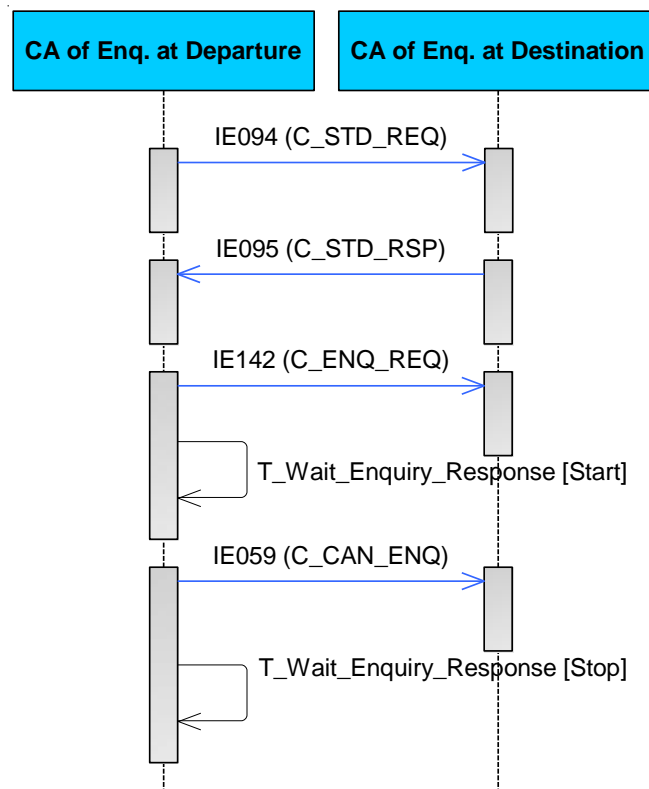 CA of Enq. at Departure
CA of Enq. at Destination
IE094 (C_STD_REQ)
IE095 (C_STD_RSP)
IE142 (C_ENQ_REQ)
T_Wait_Enquiry_Response [Start]
IE059 (C_CAN_ENQ)
T_Wait_Enquiry_Response [Stop]